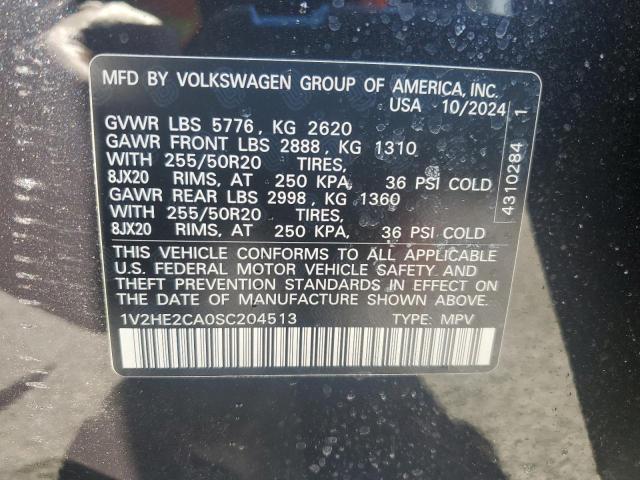 MFD BY VOLKSWAGEN GROUP OF AMERICA, INC.
USA 10/2024
GVWR LBS 5776, KG 2620
GAWR FRONT LBS 2888, KG 1310
WITH 255/50R20 TIRES,
8JX20 RIMS, AT 250 KPA, 36 PSI COLD
GAWR REAR LBS 2998, KG 1360
WITH 255/50R20 TIRES,
8JX20 RIMS, AT 250 KPA, 36 PSI COLD
THIS VEHICLE CONFORMS TO ALL APPLICABLE
U.S. FEDERAL MOTOR VEHICLE SAFETY, AND
THEFT PREVENTION STANDARDS IN EFFECT ON
THE DATE OF MANUFACTURE SHOWN ABOVE.
1V2HE2CA0SC204513 TYPE: MPV
4310284 1